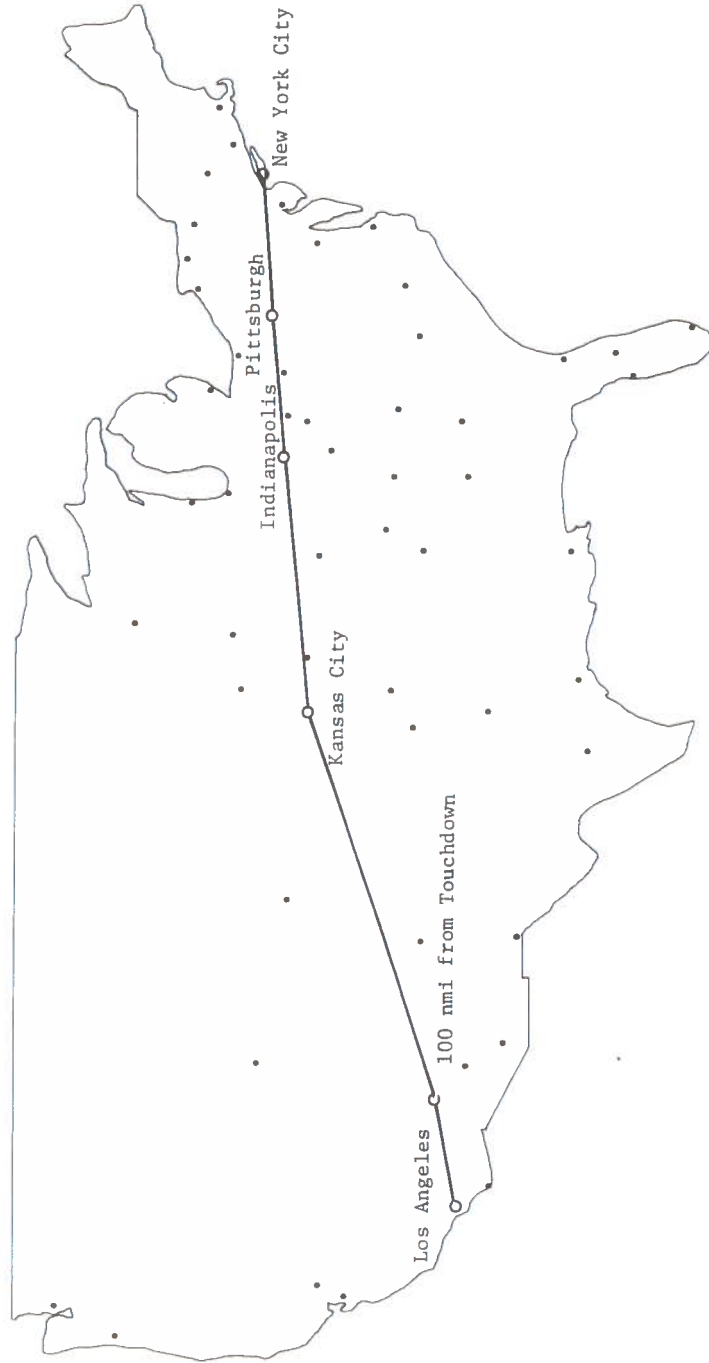 New York City
Pittsburgh
Indianapolis
Kansas City
100 nmi from Touchdown
Los Angeles